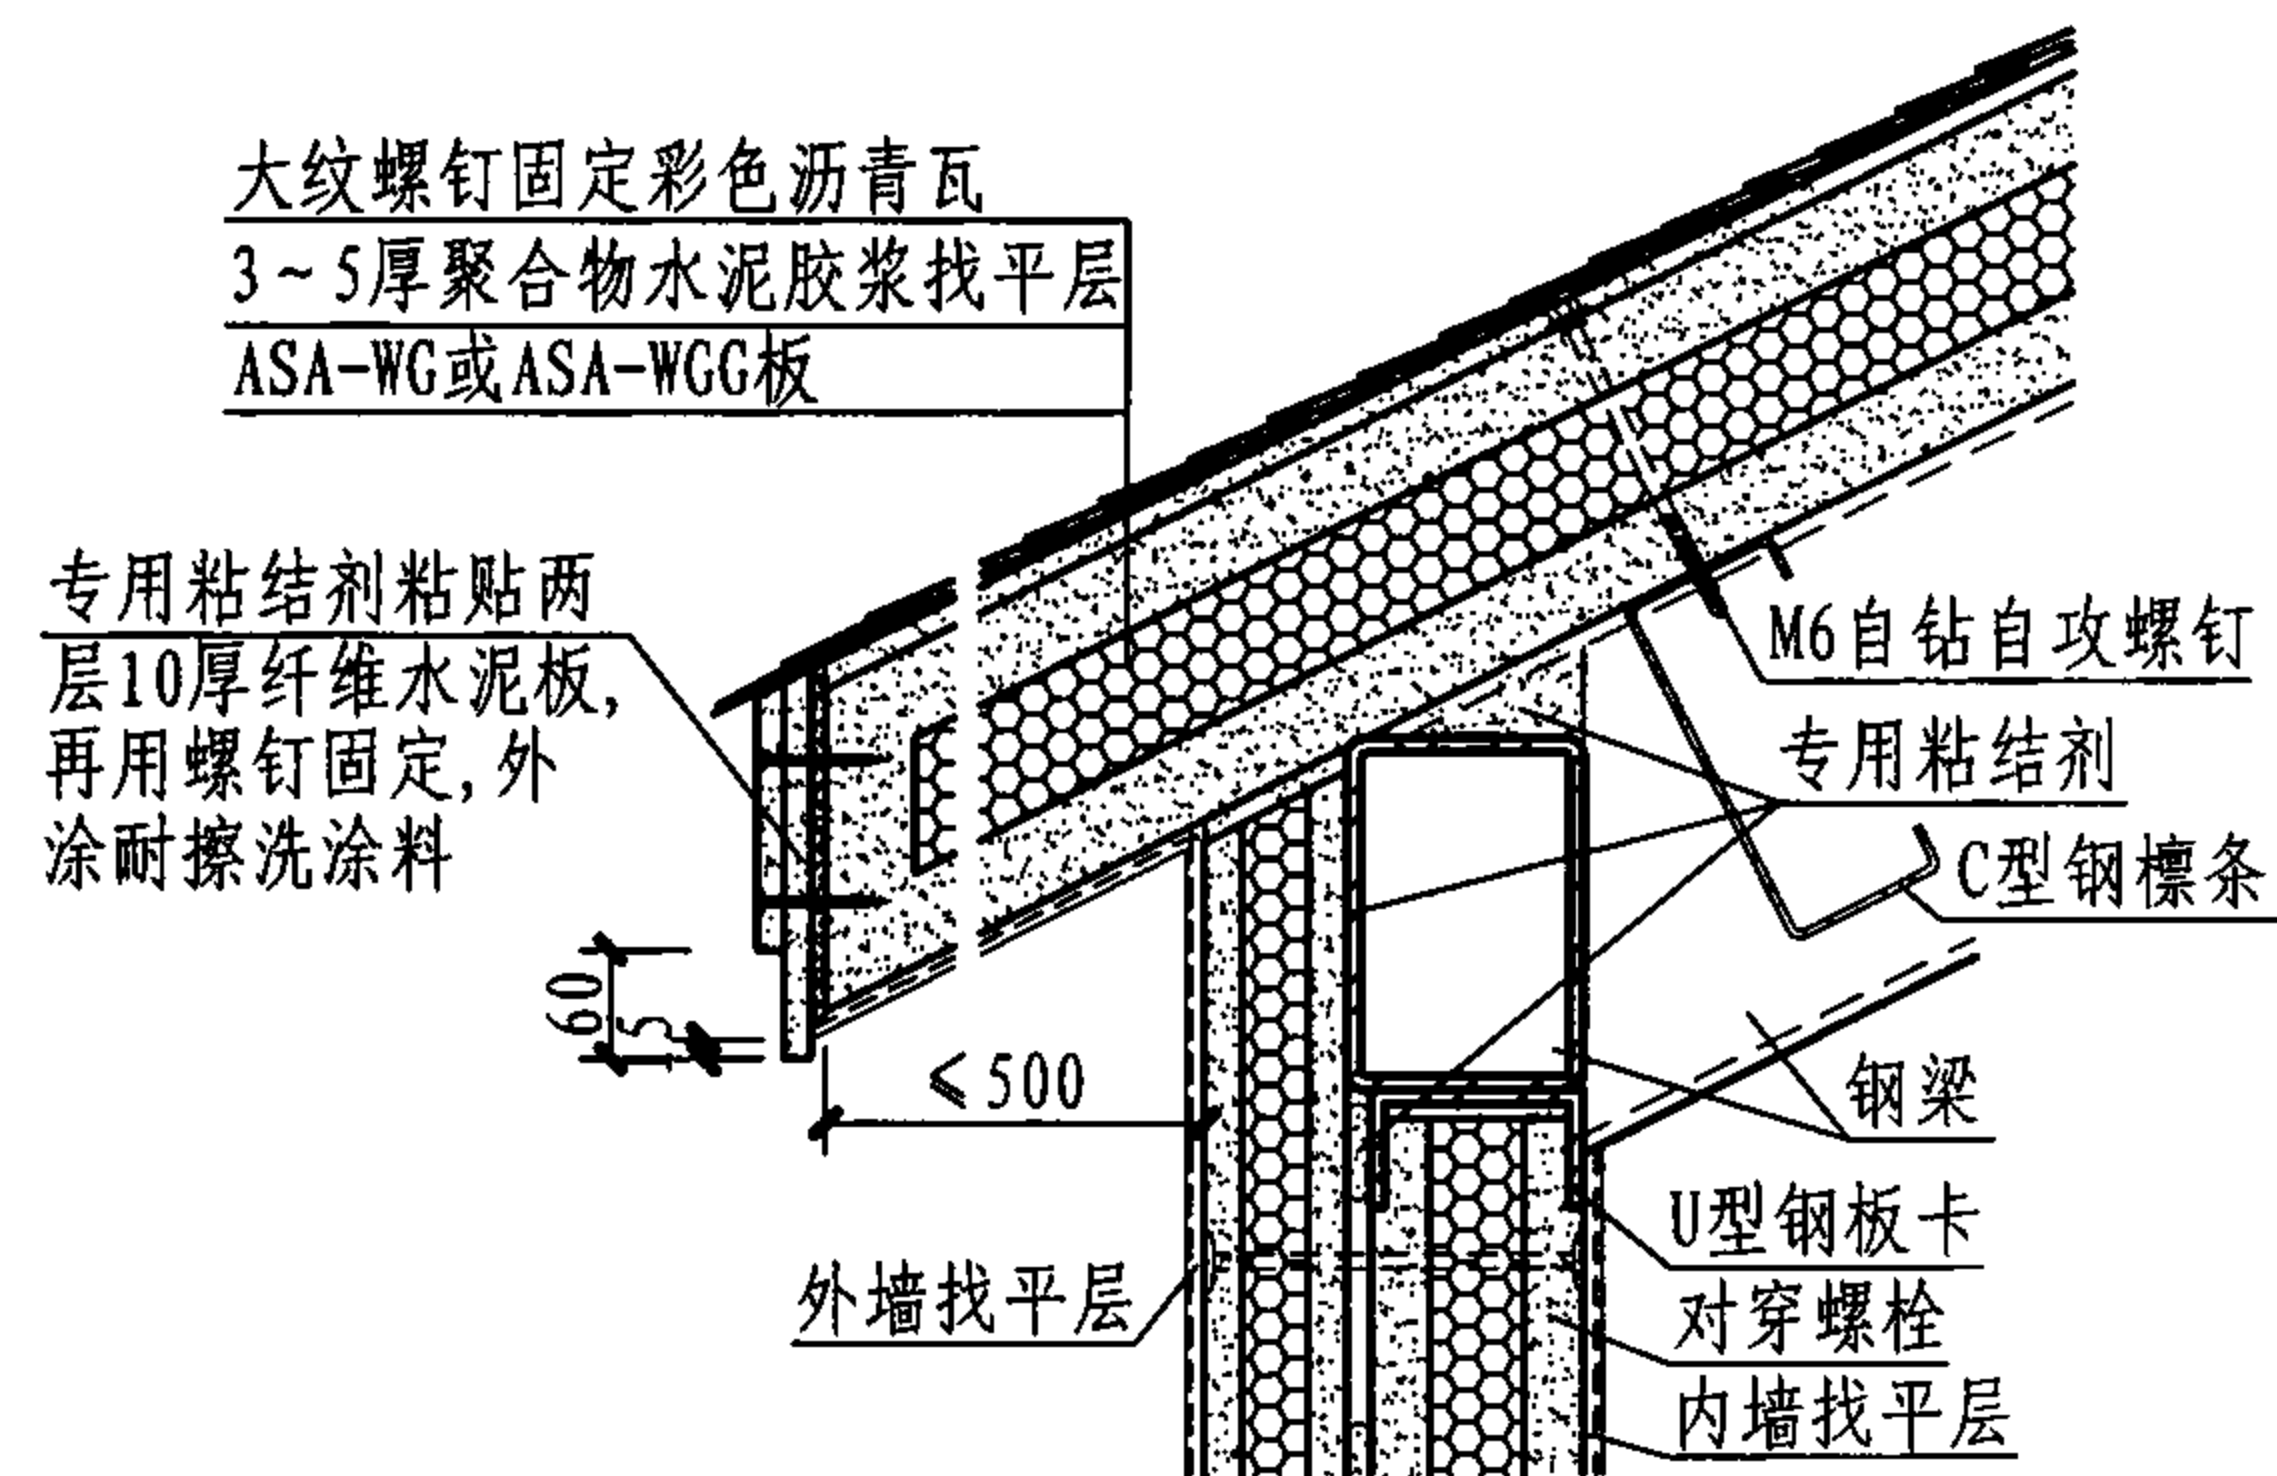 大纹螺钉固定彩色沥青瓦
3~5厚聚合物水泥胶浆找平层
ASA-WG或ASA-WGG板
专用粘结剂粘贴两
层10厚纤维水泥板,
再用螺钉固定,外
涂耐擦洗涂料
M6自钻自攻螺钉
专用粘结剂
C型钢檩条
60
15
≤500
钢梁
U型钢板卡
外墙找平层
对穿螺栓
内墙找平层